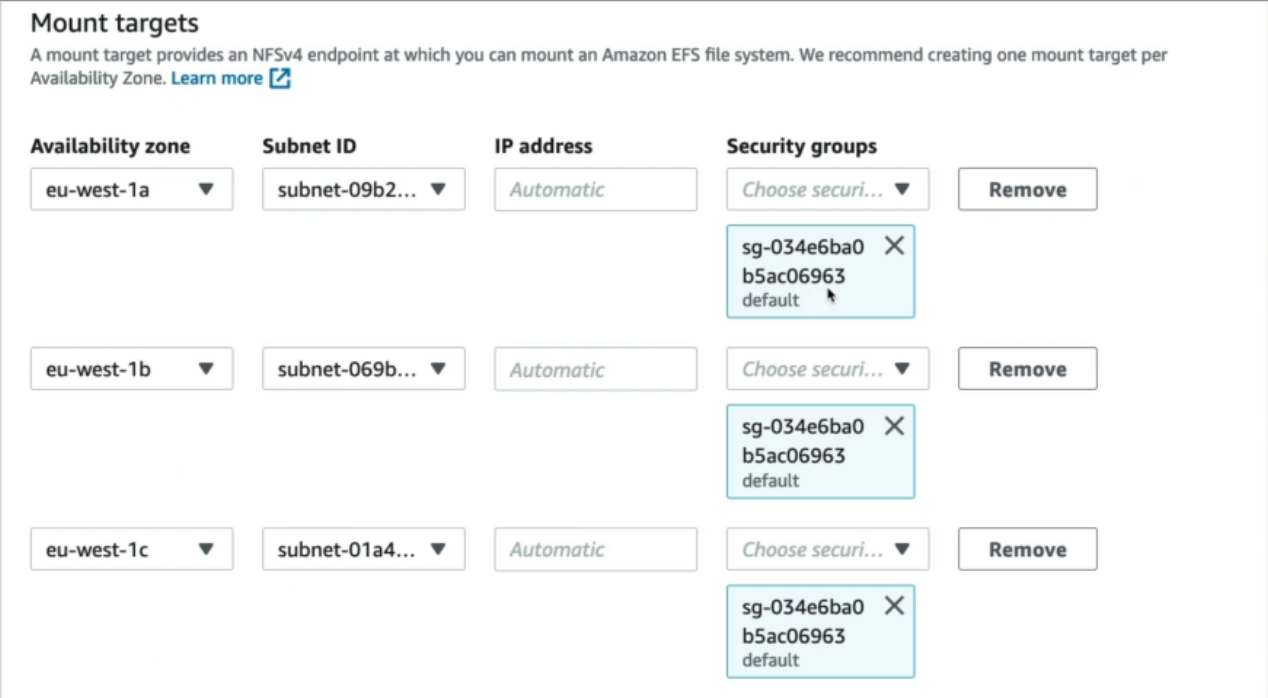 Mount targets
A mount target provides an NFSv4 endpoint at which you can mount an Amazon EFS file system. We recommend creating one mount target per
Availability Zone. Learn more
Availability zone Subnet ID IP address Security groups
eu-west-1a subnet-09b2... Automatic Choose securi... Remove
sg-034e6ba0
b5ac06963
default
eu-west-1b subnet-069b... Automatic Choose securi... Remove
sg-034e6ba0
b5ac06963
default
eu-west-1c subnet-01a4... Automatic Choose securi... Remove
sg-034e6ba0
b5ac06963
default